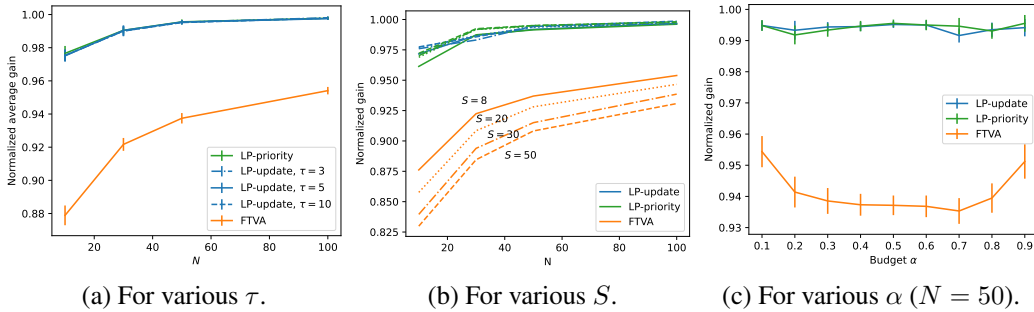 Normalized average gain
0.98
0.96
0.94
0.92
0.90
0.88
LP-priority
LP-update, τ = 3
LP-update, τ = 5
LP-update, τ = 10
FTVA
20 40 60 80 100
N
(a) For various τ.
Normalized gain
1.000
0.975
0.950
0.925
0.900
0.875
0.850
0.825
S = 8
S = 20
S = 30
S = 50
LP-update
LP-priority
FTVA
20 40 60 80 100
N
(b) For various S.
Normalized gain
1.00
0.99
0.98
0.97
0.96
0.95
0.94
0.93
LP-update
LP-priority
FTVA
0.1 0.2 0.3 0.4 0.5 0.6 0.7 0.8 0.9
Budget α
(c) For various α (N = 50).